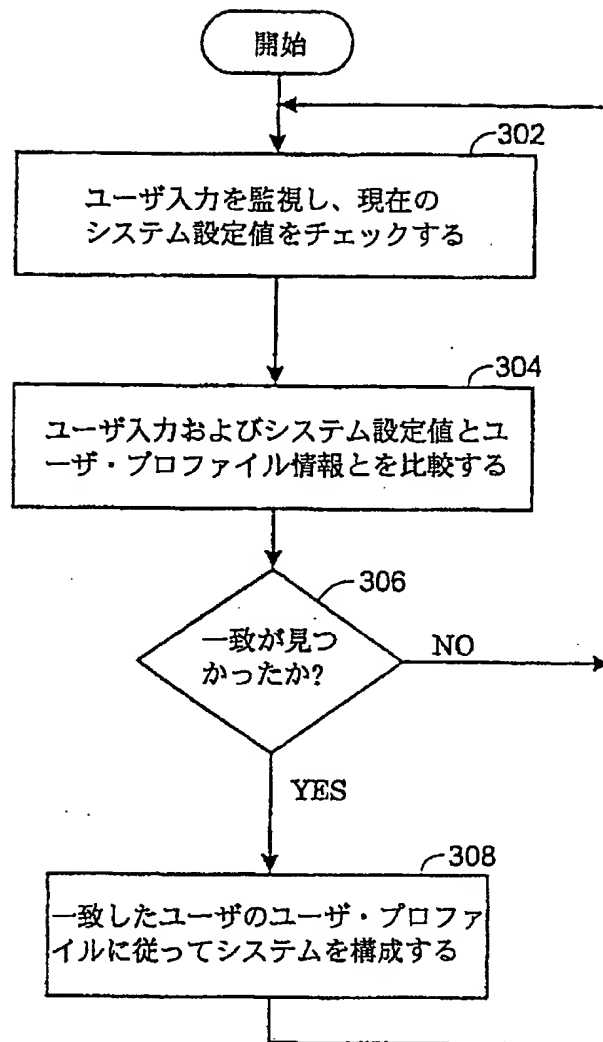 開始
302
ユーザ入力を監視し、現在の
システム設定値をチェックする
304
ユーザ入力およびシステム設定値とユ
ーザ・プロファイル情報とを比較する
306
一致が見つ
かったか?
NO
YES
308
一致したユーザのユーザ・プロファ
イルに従ってシステムを構成する